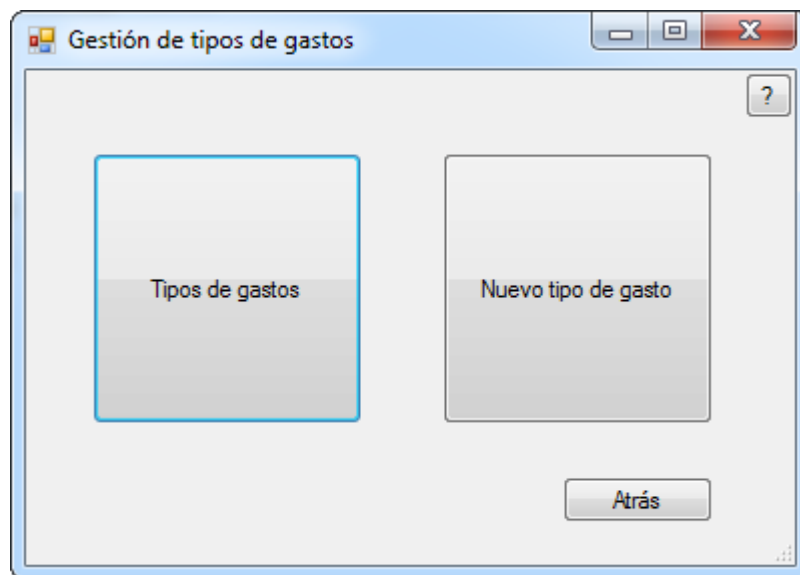 Gestión de tipos de gastos
?
Tipos de gastos
Nuevo tipo de gasto
Atrás